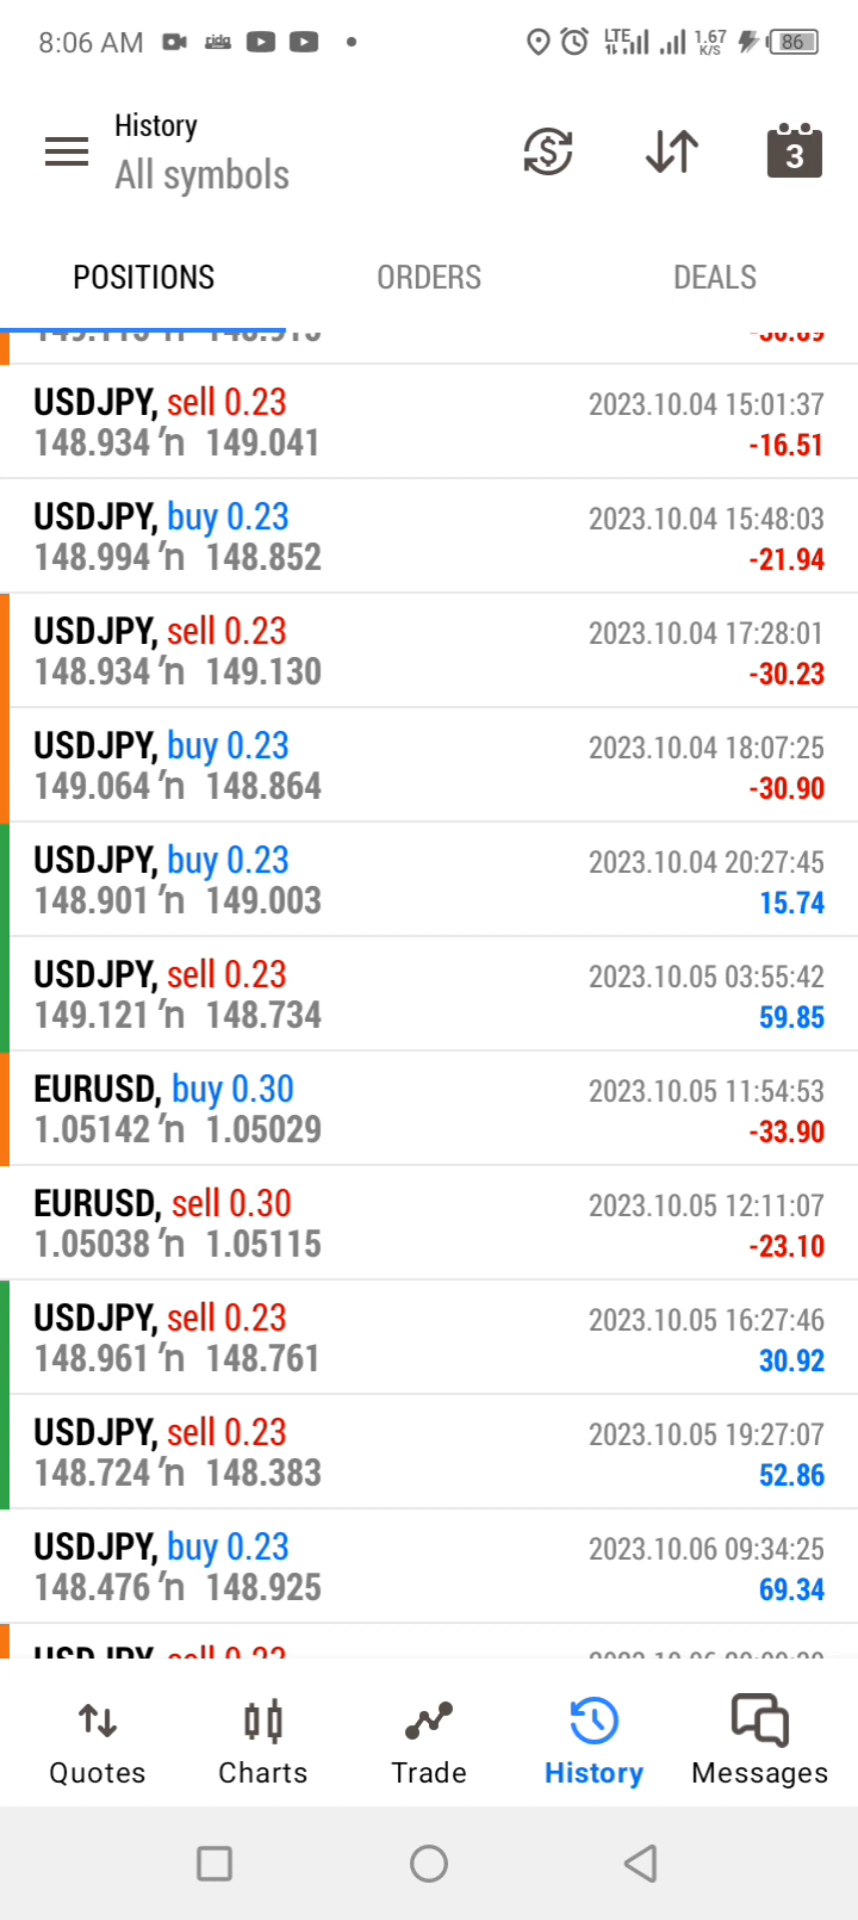 8:06 AM
LTE 1.67 K/S 86
History
All symbols
3
POSITIONS ORDERS DEALS
USDJPY, sell 0.23 2023.10.04 15:01:37
148.934 'n 149.041 -16.51
USDJPY, buy 0.23 2023.10.04 15:48:03
148.994 'n 148.852 -21.94
USDJPY, sell 0.23 2023.10.04 17:28:01
148.934 'n 149.130 -30.23
USDJPY, buy 0.23 2023.10.04 18:07:25
149.064 'n 148.864 -30.90
USDJPY, buy 0.23 2023.10.04 20:27:45
148.901 'n 149.003 15.74
USDJPY, sell 0.23 2023.10.05 03:55:42
149.121 'n 148.734 59.85
EURUSD, buy 0.30 2023.10.05 11:54:53
1.05142 'n 1.05029 -33.90
EURUSD, sell 0.30 2023.10.05 12:11:07
1.05038 'n 1.05115 -23.10
USDJPY, sell 0.23 2023.10.05 16:27:46
148.961 'n 148.761 30.92
USDJPY, sell 0.23 2023.10.05 19:27:07
148.724 'n 148.383 52.86
USDJPY, buy 0.23 2023.10.06 09:34:25
148.476 'n 148.925 69.34
USDJPY, sell
Quotes Charts Trade History Messages